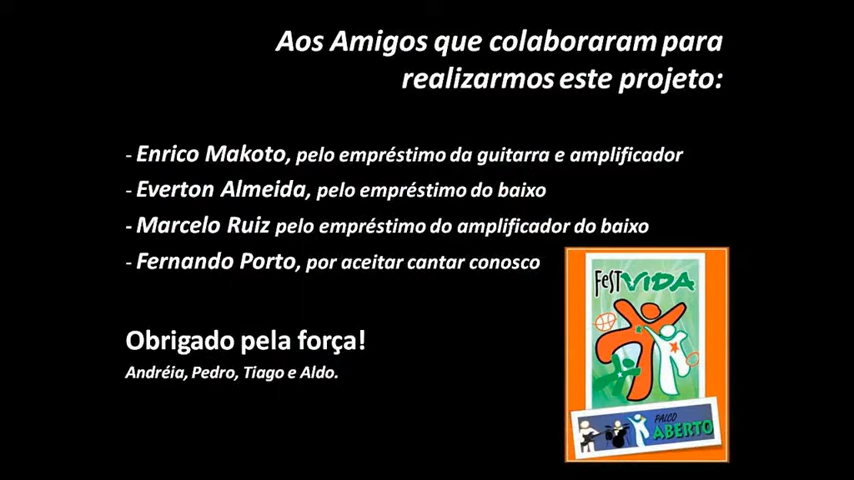 Aos Amigos que colaboraram para
realizarmos este projeto:
- Enrico Makoto, pelo empréstimo da guitarra e amplificador
- Everton Almeida, pelo empréstimo do baixo
- Marcelo Ruiz pelo empréstimo do amplificador do baixo
- Fernando Porto, por aceitar cantar conosco
Obrigado pela força!
Andréia, Pedro, Tiago e Aldo.
FeST VIDA
PALCO
ABERTO